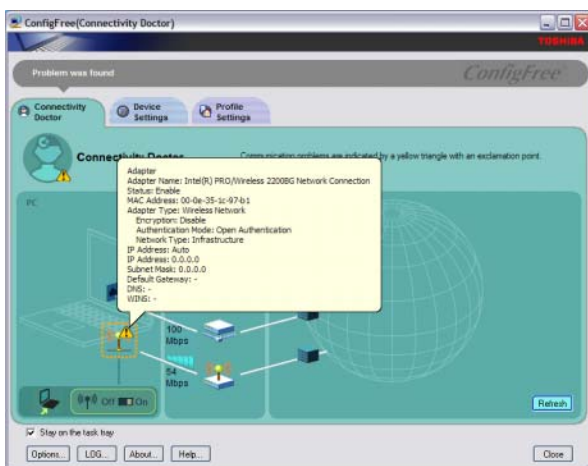 ConfigFree(Connectivity Doctor)
TOSHIBA
Problem was found
ConfigFree
Connectivity
Doctor
Device
Settings
Profile
Settings
Connectivity Doctor
Communication problems are indicated by a yellow triangle with an exclamation point.
PC
Adapter
Adapter Name: Intel(R) PRO/Wireless 2200BG Network Connection
Status: Enable
MAC Address: 00-0e-35-1c-97-b1
Adapter Type: Wireless Network
Encryption: Disable
Authentication Mode: Open Authentication
Network Type: Infrastructure
IP Address: Auto
IP Address: 0.0.0.0
Subnet Mask: 0.0.0.0
Default Gateway: -
DNS: -
WINS: -
100
Mbps
54
Mbps
Off On
Refresh
Stay on the task tray
Options... LOG... About... Help... Close